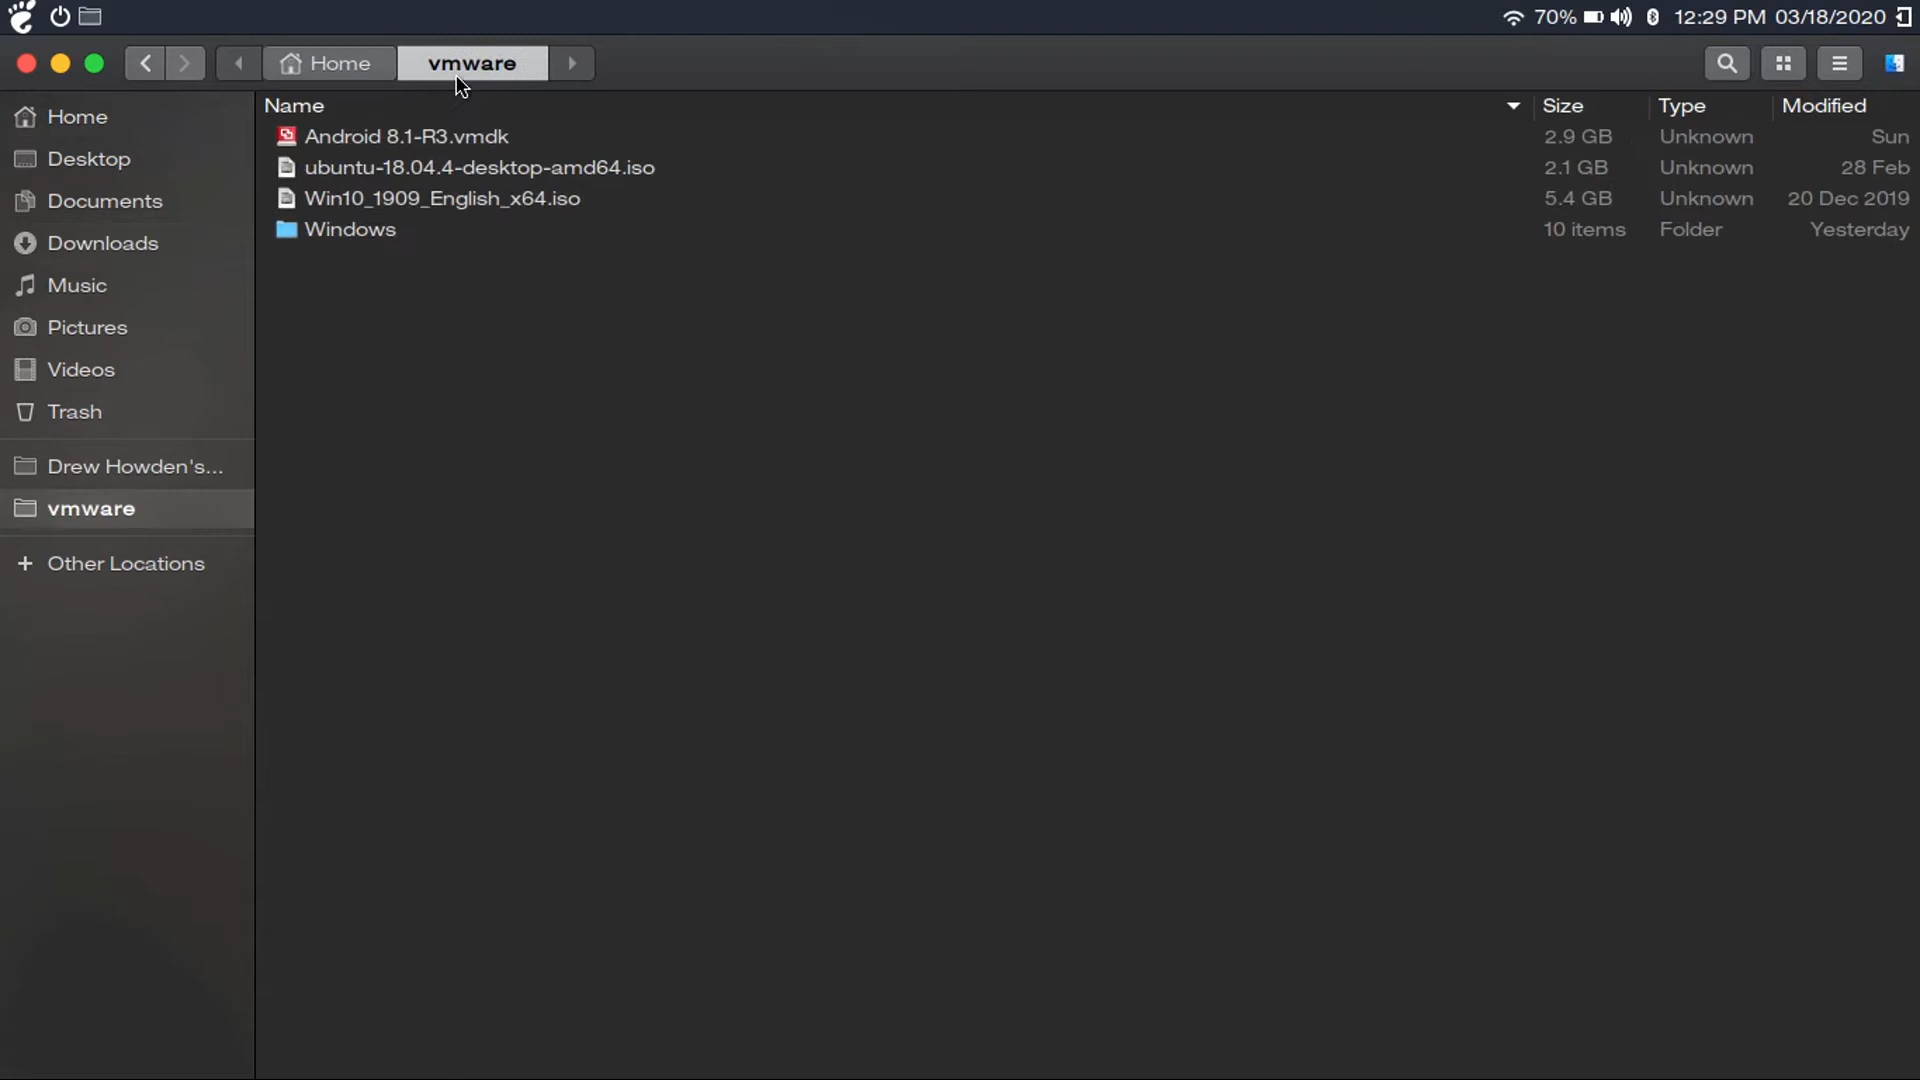 70% 12:29 PM 03/18/2020
Home vmware
Name Size Type Modified
Home
Desktop
Documents
Downloads
Music
Pictures
Videos
Trash
Drew Howden's...
vmware
Other Locations
Android 8.1-R3.vmdk 2.9 GB Unknown Sun
ubuntu-18.04.4-desktop-amd64.iso 2.1 GB Unknown 28 Feb
Win10_1909_English_x64.iso 5.4 GB Unknown 20 Dec 2019
Windows 10 items Folder Yesterday